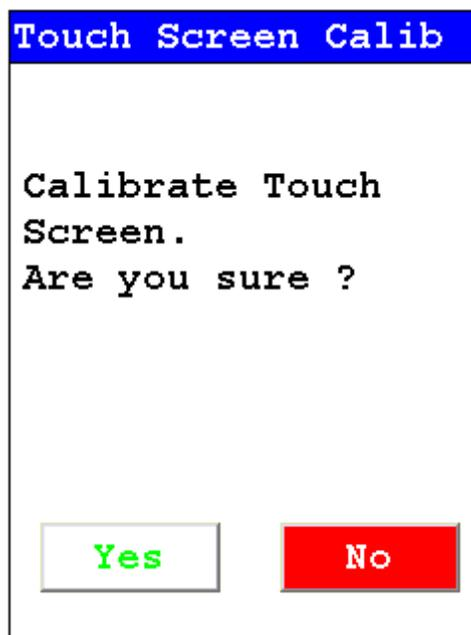 Touch Screen Calib
Calibrate Touch
Screen.
Are you sure ?
Yes No